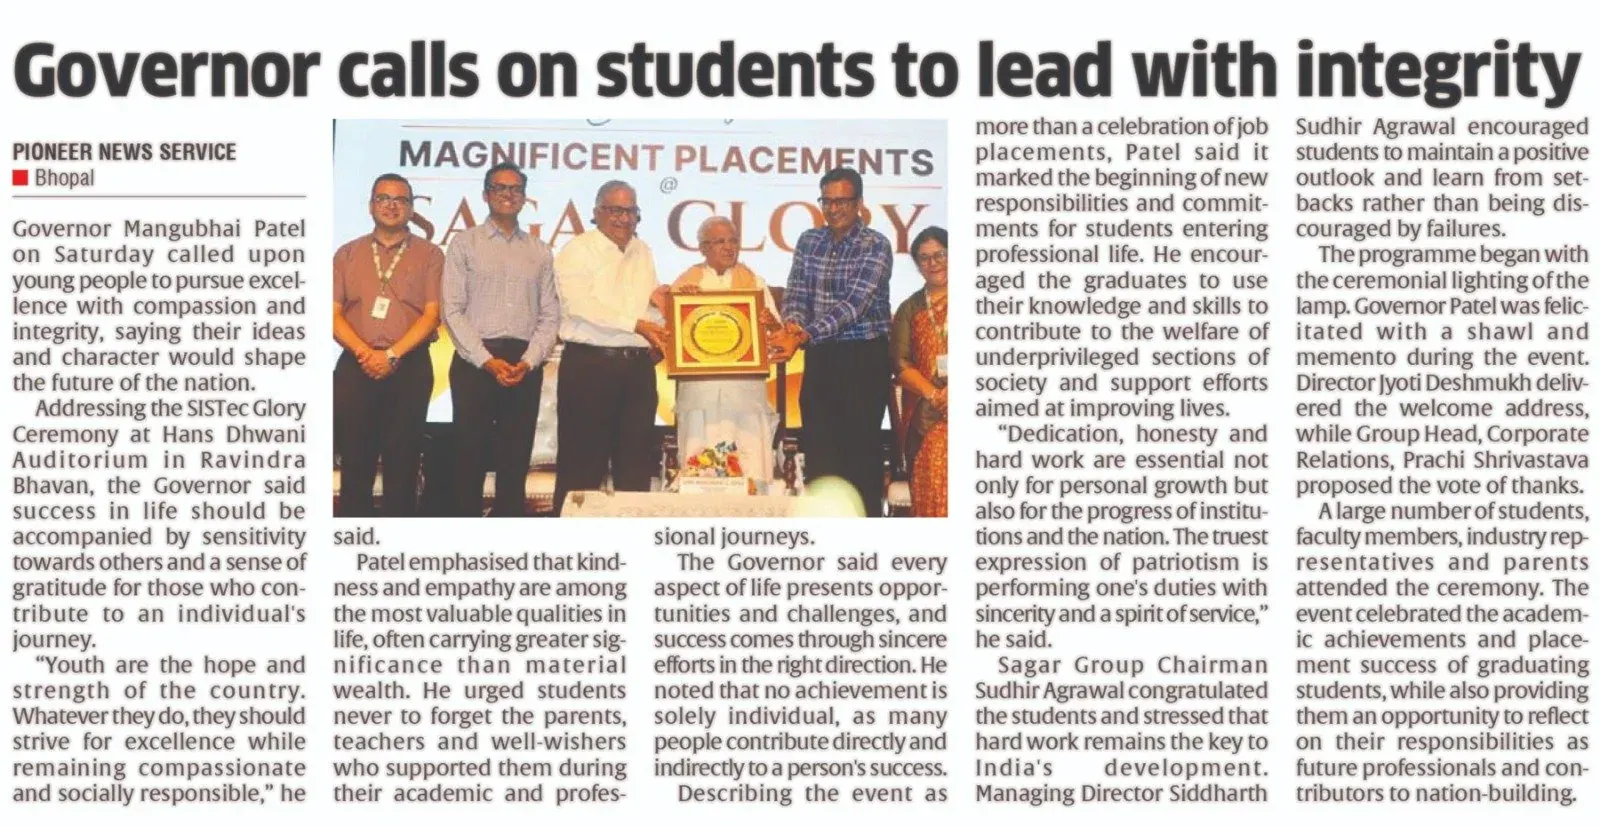 Governor calls on students to lead with integrity
PIONEER NEWS SERVICE
Bhopal
Governor Mangubhai Patel
on Saturday called upon
young people to pursue excel-
lence with compassion and
integrity, saying their ideas
and character would shape
the future of the nation.
Addressing the SISTec Glory
Ceremony at Hans Dhwani
Auditorium in Ravindra
Bhavan, the Governor said
success in life should be
accompanied by sensitivity
towards others and a sense of
gratitude for those who con-
tribute to an individual's
journey.
“Youth are the hope and
strength of the country.
Whatever they do, they should
strive for excellence while
remaining compassionate
and socially responsible,” he
MAGNIFICENT PLACEMENTS
@
SAGAR GLORY
said.
Patel emphasised that kind-
ness and empathy are among
the most valuable qualities in
life, often carrying greater sig-
nificance than material
wealth. He urged students
never to forget the parents,
teachers and well-wishers
who supported them during
their academic and profes-
sional journeys.
The Governor said every
aspect of life presents oppor-
tunities and challenges, and
success comes through sincere
efforts in the right direction. He
noted that no achievement is
solely individual, as many
people contribute directly and
indirectly to a person's success.
Describing the event as
more than a celebration of job
placements, Patel said it
marked the beginning of new
responsibilities and commit-
ments for students entering
professional life. He encour-
aged the graduates to use
their knowledge and skills to
contribute to the welfare of
underprivileged sections of
society and support efforts
aimed at improving lives.
“Dedication, honesty and
hard work are essential not
only for personal growth but
also for the progress of institu-
tions and the nation. The truest
expression of patriotism is
performing one's duties with
sincerity and a spirit of service,”
he said.
Sagar Group Chairman
Sudhir Agrawal congratulated
the students and stressed that
hard work remains the key to
India's development.
Managing Director Siddharth
Sudhir Agrawal encouraged
students to maintain a positive
outlook and learn from set-
backs rather than being dis-
couraged by failures.
The programme began with
the ceremonial lighting of the
lamp. Governor Patel was felic-
itated with a shawl and
memento during the event.
Director Jyoti Deshmukh deliv-
ered the welcome address,
while Group Head, Corporate
Relations, Prachi Shrivastava
proposed the vote of thanks.
A large number of students,
faculty members, industry rep-
resentatives and parents
attended the ceremony. The
event celebrated the academ-
ic achievements and place-
ment success of graduating
students, while also providing
them an opportunity to reflect
on their responsibilities as
future professionals and con-
tributors to nation-building.